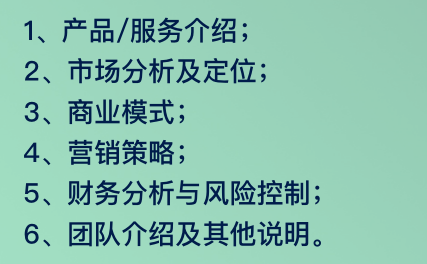 1、产品/服务介绍；
2、市场分析及定位；
3、商业模式；
4、营销策略；
5、财务分析与风险控制；
6、团队介绍及其他说明。